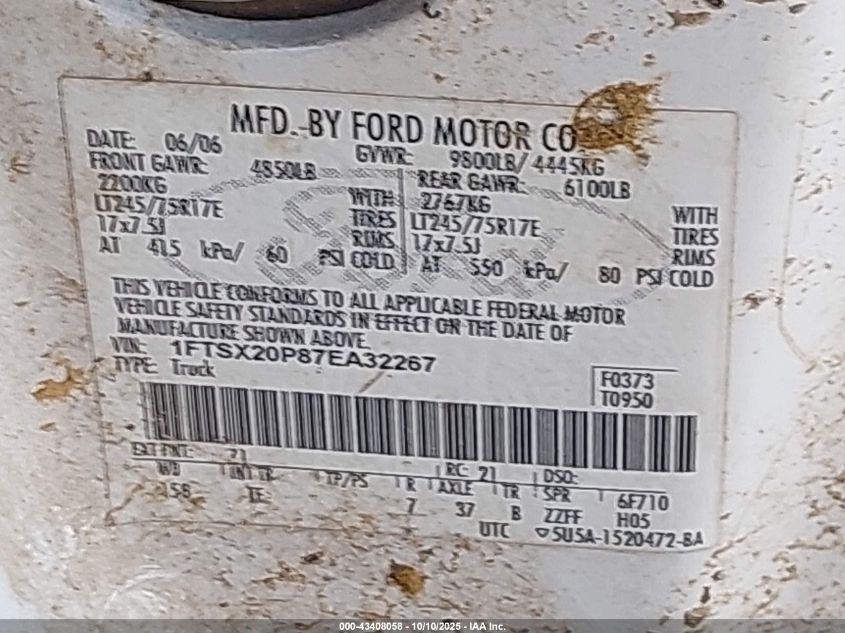 MFD. BY FORD MOTOR CO.
DATE: 06/06 GVWR: 9800LB/ 4445KG
FRONT GAWR: 4850LB REAR GAWR: 6100LB
2200KG WITH 2767KG WITH
LT245/75R17E TIRES LT245/75R17E TIRES
17x7.5J RIMS 17x7.5J RIMS
AT 415 kPa/ 60 PSI COLD AT 550 kPa/ 80 PSI COLD
THIS VEHICLE CONFORMS TO ALL APPLICABLE FEDERAL MOTOR
VEHICLE SAFETY STANDARDS IN EFFECT ON THE DATE OF
MANUFACTURE SHOWN ABOVE.
VIN: 1FTSX20P87EA32267
TYPE: Truck
F0373
T0950
EXT PNT: Z1 RC: 21 DSO:
WB INT TR TP/PS R AXLE TR SPR 6F710
158 TE 7 37 B ZZFF H05
UTC 5U5A-1520472-BA
000-43408058 - 10/10/2025 - IAA Inc.